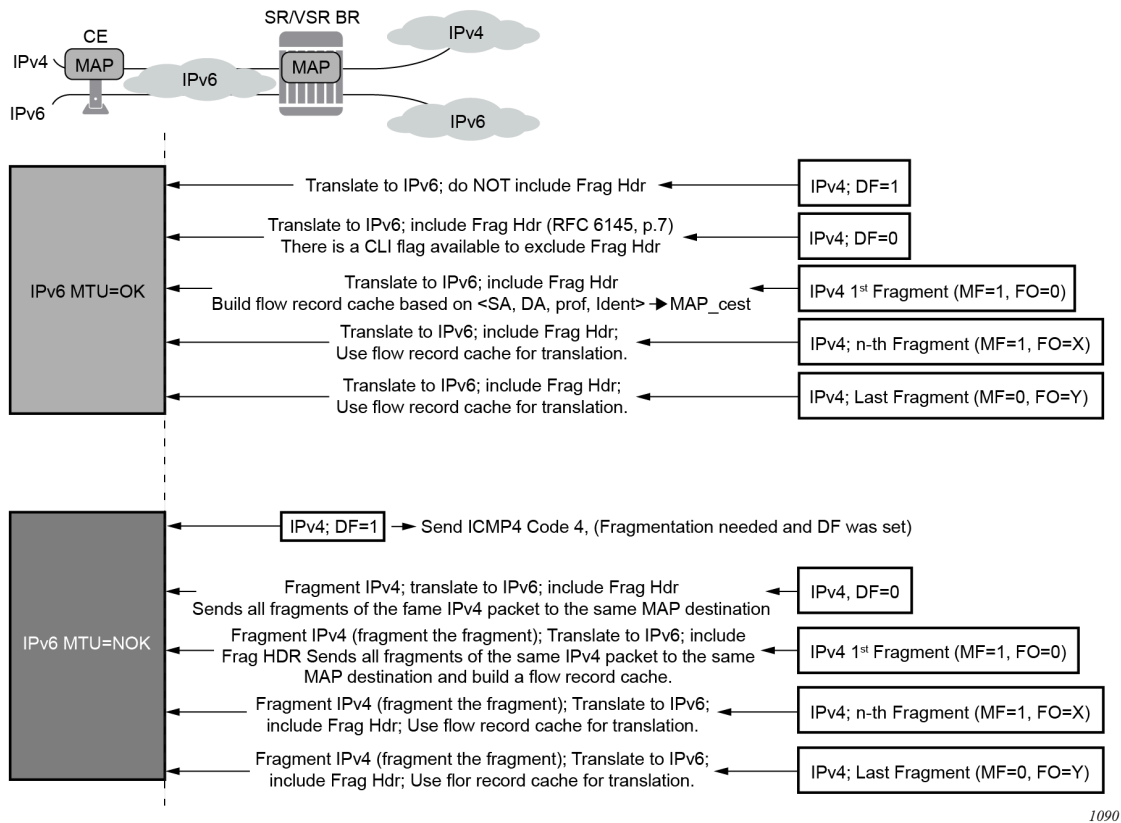 SR/VSR BR
CE
IPv4
MAP
IPv6
MAP
IPv4
IPv6
IPv6
IPv6 MTU=OK
Translate to IPv6; do NOT include Frag Hdr
IPv4; DF=1
Translate to IPv6; include Frag Hdr (RFC 6145, p.7)
There is a CLI flag available to exclude Frag Hdr
IPv4; DF=0
Translate to IPv6; include Frag Hdr
Build flow record cache based on <SA, DA, prof, Ident> → MAP_cest
IPv4 1st Fragment (MF=1, FO=0)
Translate to IPv6; include Frag Hdr;
Use flow record cache for translation.
IPv4; n-th Fragment (MF=1, FO=X)
Translate to IPv6; include Frag Hdr;
Use flow record cache for translation.
IPv4; Last Fragment (MF=0, FO=Y)
IPv6 MTU=NOK
IPv4; DF=1 → Send ICMP4 Code 4, (Fragmentation needed and DF was set)
Fragment IPv4; translate to IPv6; include Frag Hdr
Sends all fragments of the fame IPv4 packet to the same MAP destination
IPv4, DF=0
Fragment IPv4 (fragment the fragment); Translate to IPv6; include
Frag HDR Sends all fragments of the same IPv4 packet to the same
MAP destination and build a flow record cache.
IPv4 1st Fragment (MF=1, FO=0)
Fragment IPv4 (fragment the fragment); Translate to IPv6;
include Frag Hdr; Use flow record cache for translation.
IPv4; n-th Fragment (MF=1, FO=X)
Fragment IPv4 (fragment the fragment); Translate to IPv6;
include Frag Hdr; Use flor record cache for translation.
IPv4; Last Fragment (MF=0, FO=Y)
1090